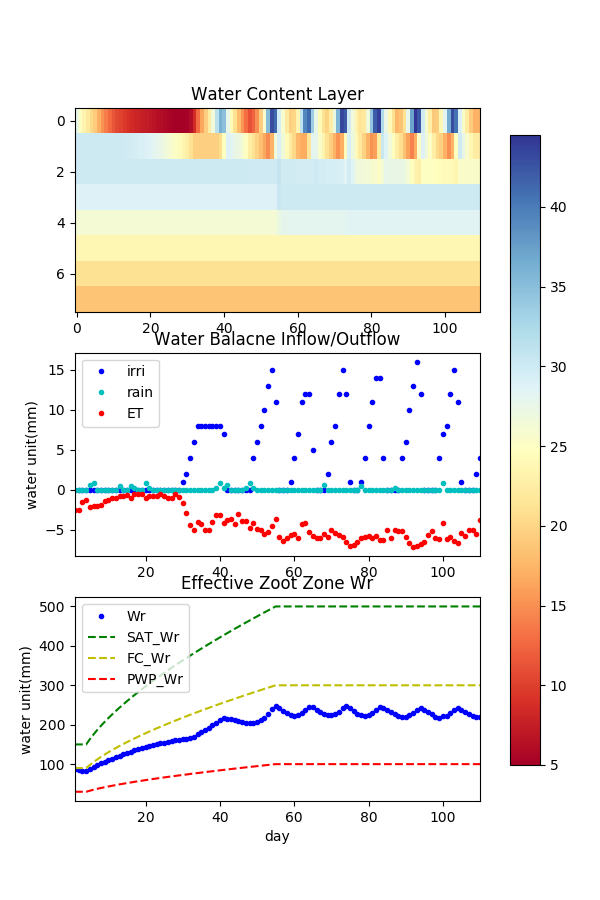 Water Content Layer
0
2
4
6
0 20 40 60 80 100
40
35
30
25
20
15
10
5
Water Balacne Inflow/Outflow
water unit(mm)
15
10
5
0
−5
irri
rain
ET
20 40 60 80 100
Effective Zoot Zone Wr
water unit(mm)
500
400
300
200
100
Wr
SAT_Wr
FC_Wr
PWP_Wr
20 40 60 80 100
day